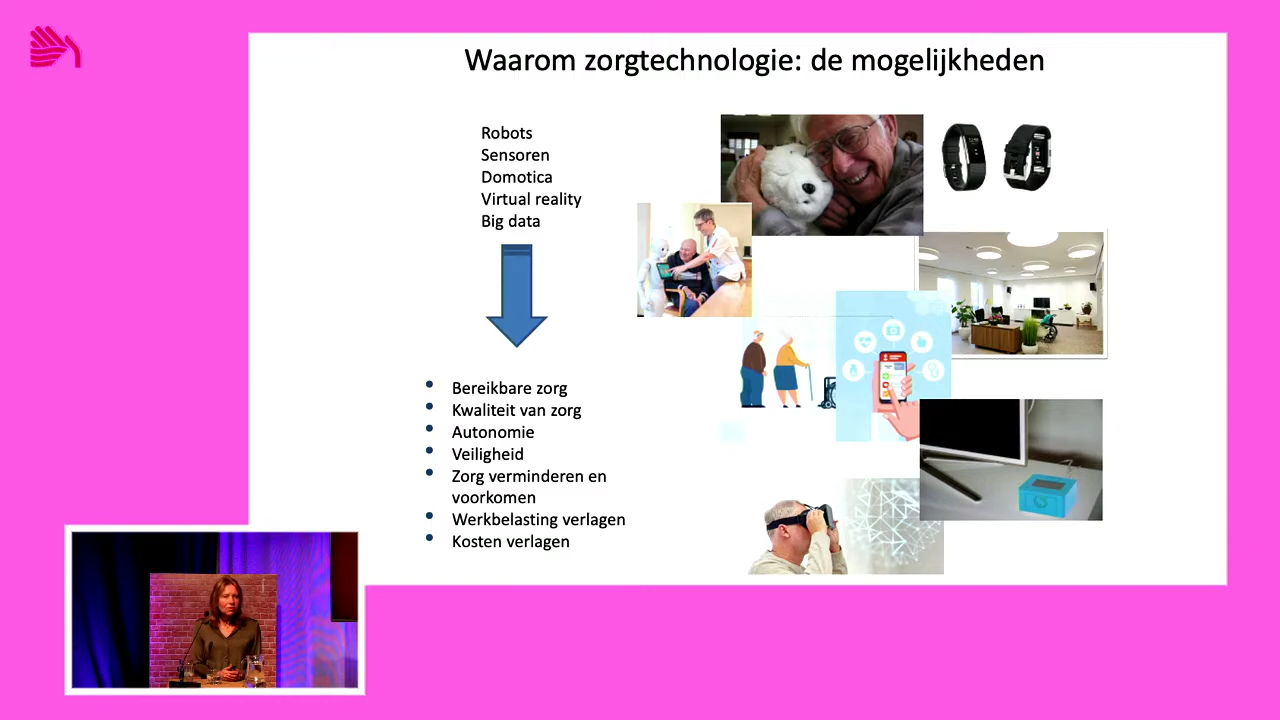 Waarom zorgtechnologie: de mogelijkheden
Robots
Sensoren
Domotica
Virtual reality
Big data
• Bereikbare zorg
• Kwaliteit van zorg
• Autonomie
• Veiligheid
• Zorg verminderen en
voorkomen
• Werkbelasting verlagen
• Kosten verlagen